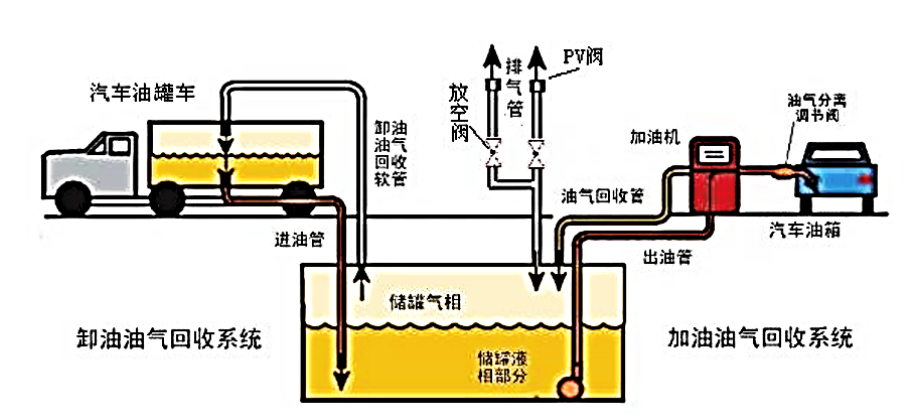 汽车油罐车
卸油
油气
回收
软管
放空阀
排气管
PV阀
加油机
油气分离
调节阀
油气回收管
汽车油箱
进油管
出油管
储罐气相
储罐液
相部分
卸油油气回收系统
加油油气回收系统